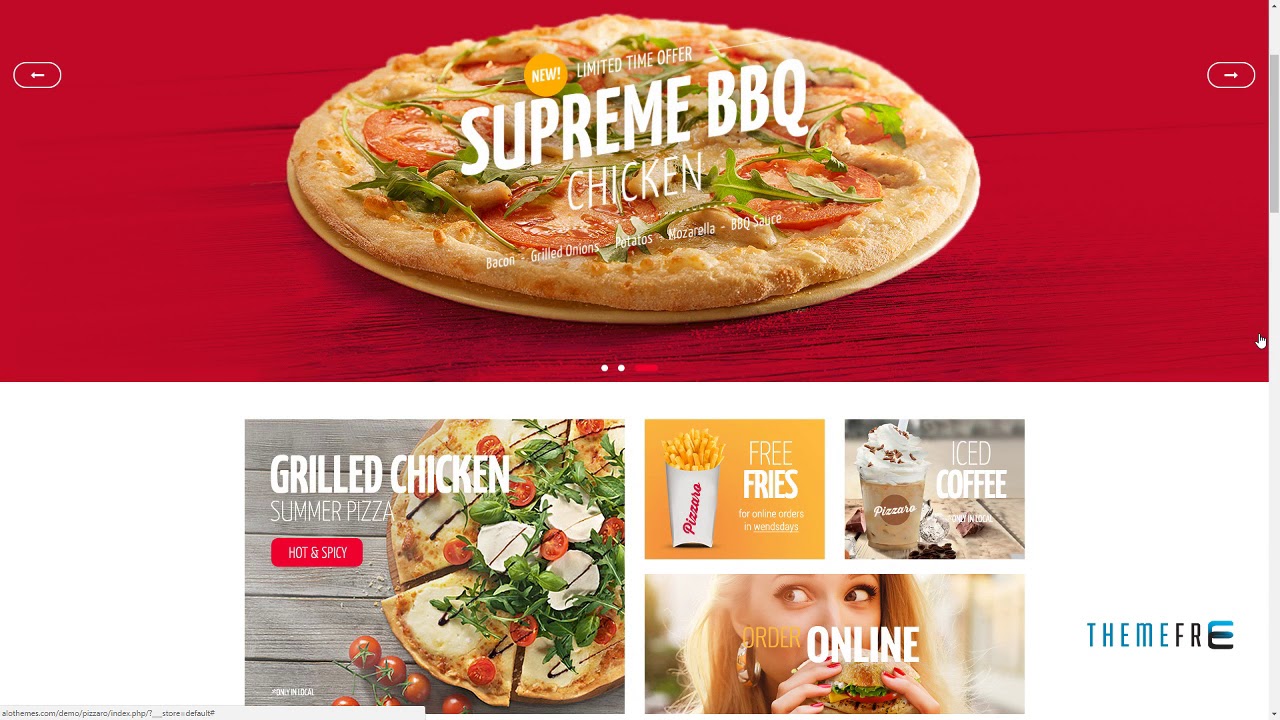 NEW! LIMITED TIME OFFER
SUPREME BBQ
CHICKEN
Bacon - Grilled Onions Potatos - Mozarella - BBQ Sauce
GRILLED CHICKEN
SUMMER PIZZA
HOT & SPICY
*ONLY IN LOCAL
FREE
FRIES
for online orders
in wendsdays
Pizzaro
ICED
COFFEE
*ONLY IN LOCAL
Pizzaro
ORDER ONLINE
THEMEFRE
alothemes.com/demo/pizzaro/index.php/?___store=default#